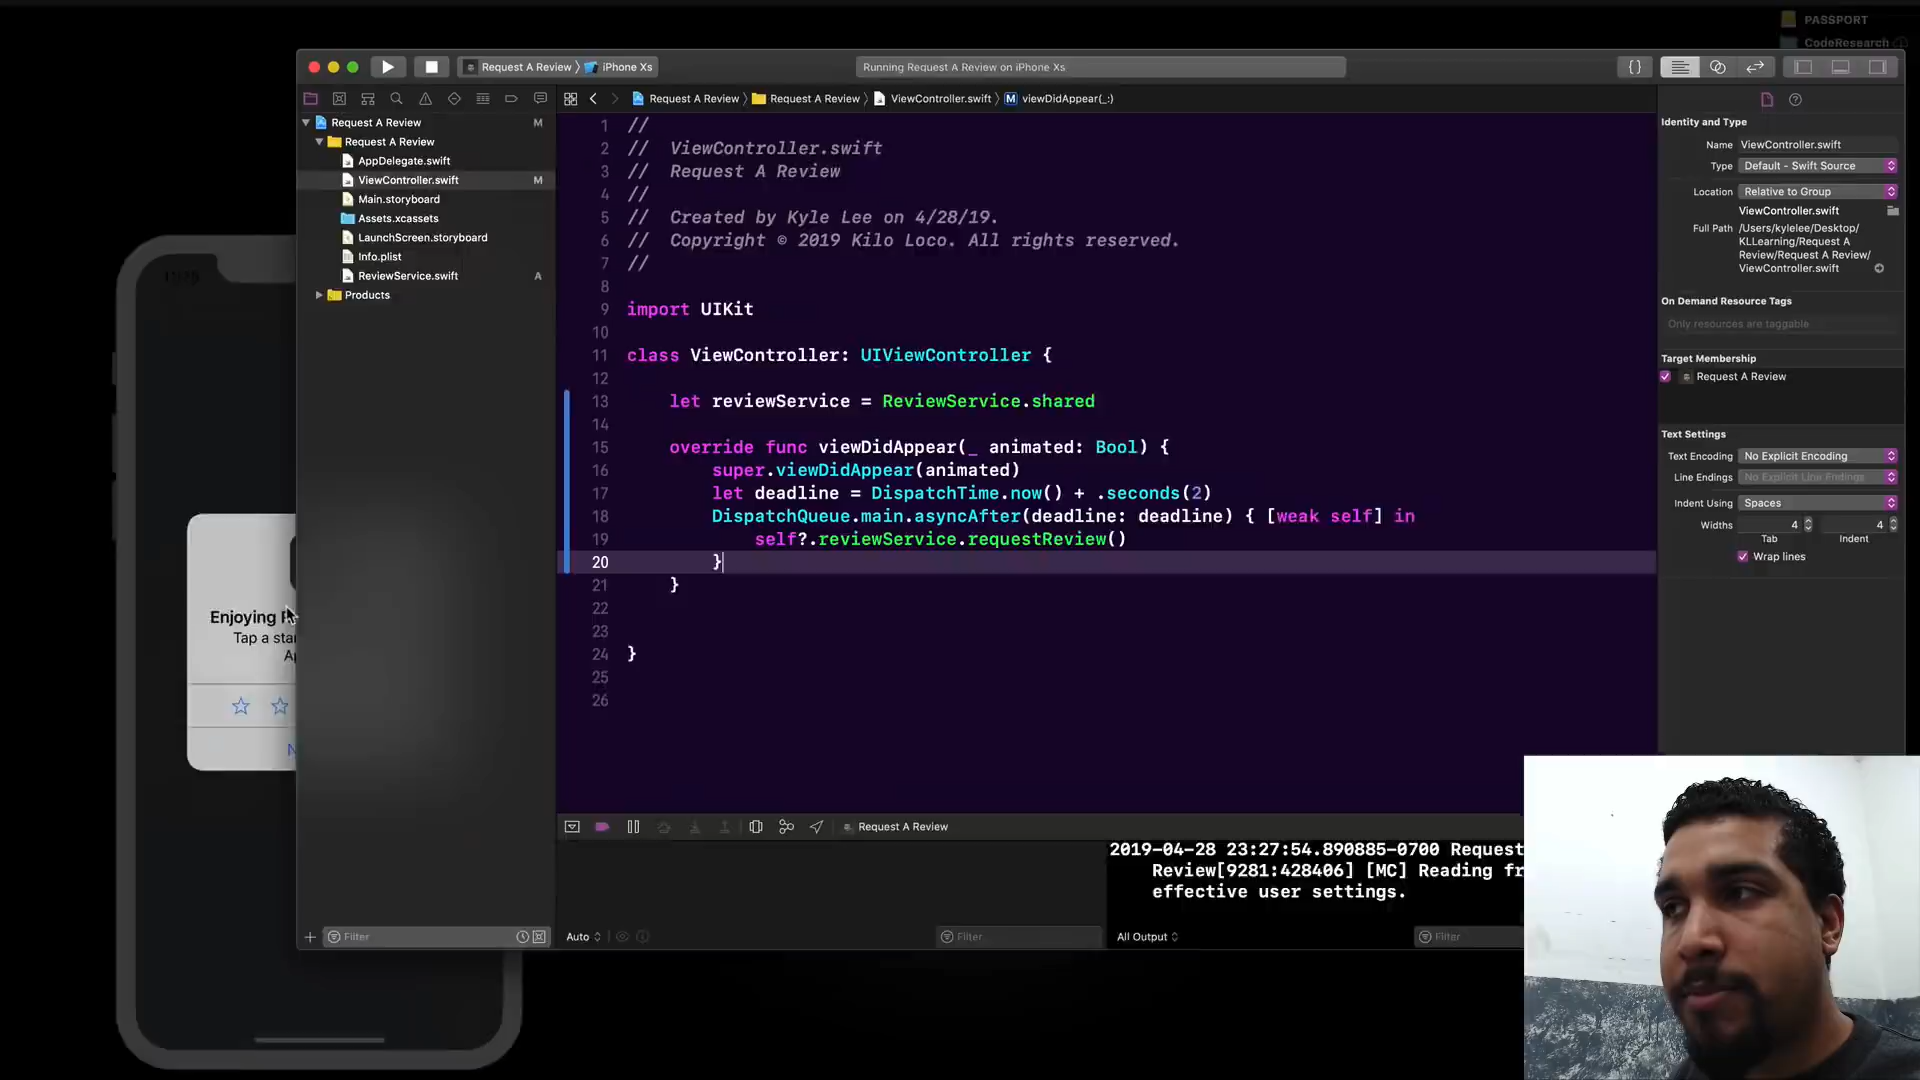 PASSPORT
CodeResearch
Request A Review
iPhone Xs
Running Request A Review on iPhone Xs
{}
Request A Review
Request A Review
ViewController.swift
M
viewDidAppear(_:)
Request A Review
M
Request A Review
AppDelegate.swift
ViewController.swift
M
Main.storyboard
Assets.xcassets
LaunchScreen.storyboard
Info.plist
ReviewService.swift
A
Products
1 //
2 //  ViewController.swift
3 //  Request A Review
4 //
5 //  Created by Kyle Lee on 4/28/19.
6 //  Copyright © 2019 Kilo Loco. All rights reserved.
7 //
8
9 import UIKit
10
11 class ViewController: UIViewController {
12
13     let reviewService = ReviewService.shared
14
15     override func viewDidAppear(_ animated: Bool) {
16         super.viewDidAppear(animated)
17         let deadline = DispatchTime.now() + .seconds(2)
18         DispatchQueue.main.asyncAfter(deadline: deadline) { [weak self] in
19             self?.reviewService.requestReview()
20         }
21     }
22
23
24 }
25
26
Identity and Type
Name ViewController.swift
Type Default - Swift Source
Location Relative to Group
ViewController.swift
Full Path /Users/kylelee/Desktop/
KLLearning/Request A
Review/Request A Review/
ViewController.swift
On Demand Resource Tags
Only resources are taggable
Target Membership
Request A Review
Text Settings
Text Encoding No Explicit Encoding
Line Endings No Explicit Line Endings
Indent Using Spaces
Widths 4 4
Tab Indent
Wrap lines
Enjoying
Tap a star
Request A Review
2019-04-28 23:27:54.890885-0700 Request
Review[9281:428406] [MC] Reading fr
effective user settings.
Filter
Auto
Filter
All Output
Filter